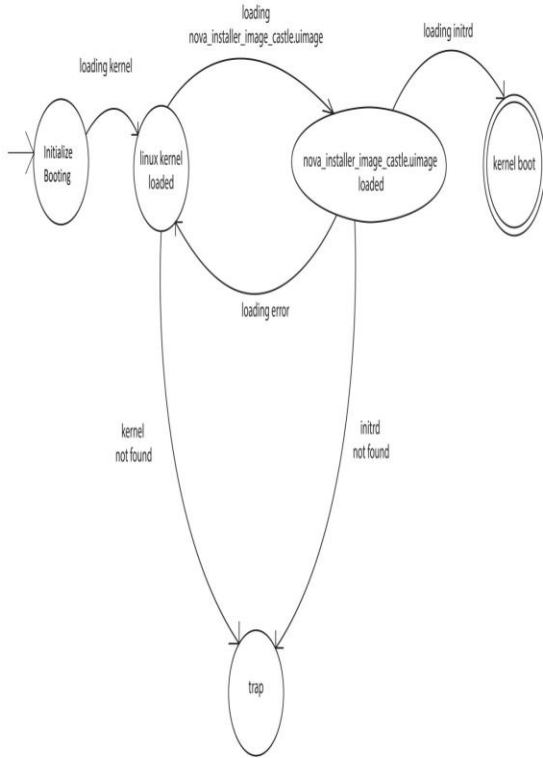 loading
nova_installer_image_castle.uimage
loading initrd
loading kernel
Initialize
Booting
linux kernel
loaded
nova_installer_image_castle.uimage
loaded
kernel boot
loading error
kernel
not found
initrd
not found
trap